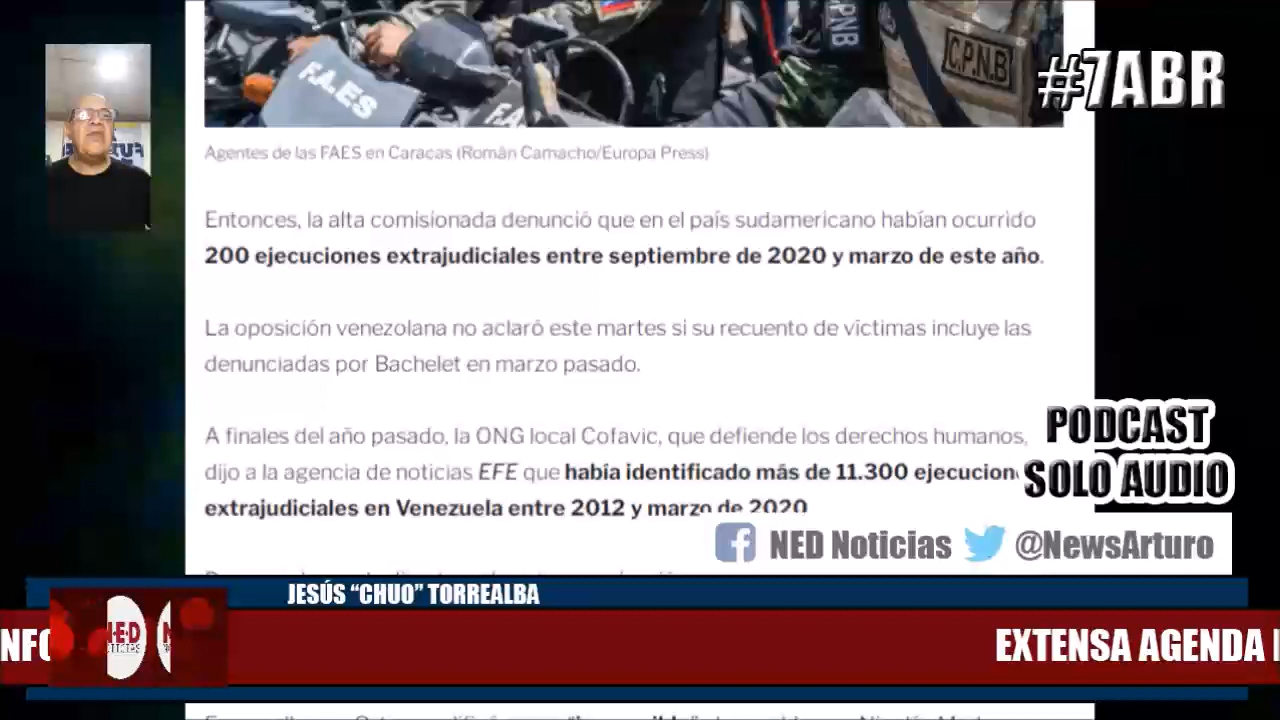 CPNB
C.P.N.B
F.A.ES
FA
#7ABR
Agentes de las FAES en Caracas (Román Camacho/Europa Press)
Entonces, la alta comisionada denunció que en el país sudamericano habían ocurrido
200 ejecuciones extrajudiciales entre septiembre de 2020 y marzo de este año.
La oposición venezolana no aclaró este martes si su recuento de víctimas incluye las
denunciadas por Bachelet en marzo pasado.
A finales del año pasado, la ONG local Cofavic, que defiende los derechos humanos,
dijo a la agencia de noticias EFE que había identificado más de 11.300 ejecucion
extrajudiciales en Venezuela entre 2012 y marzo de 2020
PODCAST
SOLO AUDIO
NED Noticias @NewsArturo
JESÚS “CHUO” TORREALBA
INFO
N·E·D
EXTENSA AGENDA